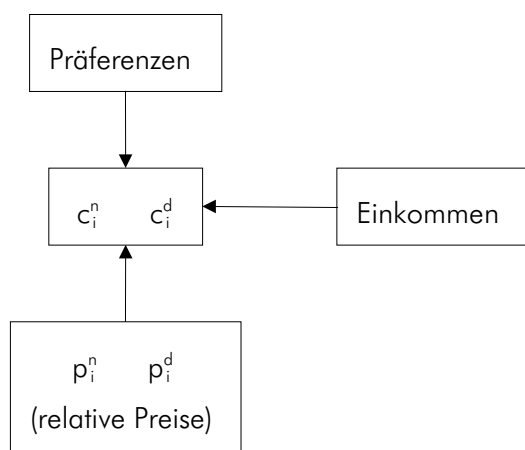 Präferenzen
c_i^n c_i^d
Einkommen
p_i^n p_i^d
(relative Preise)